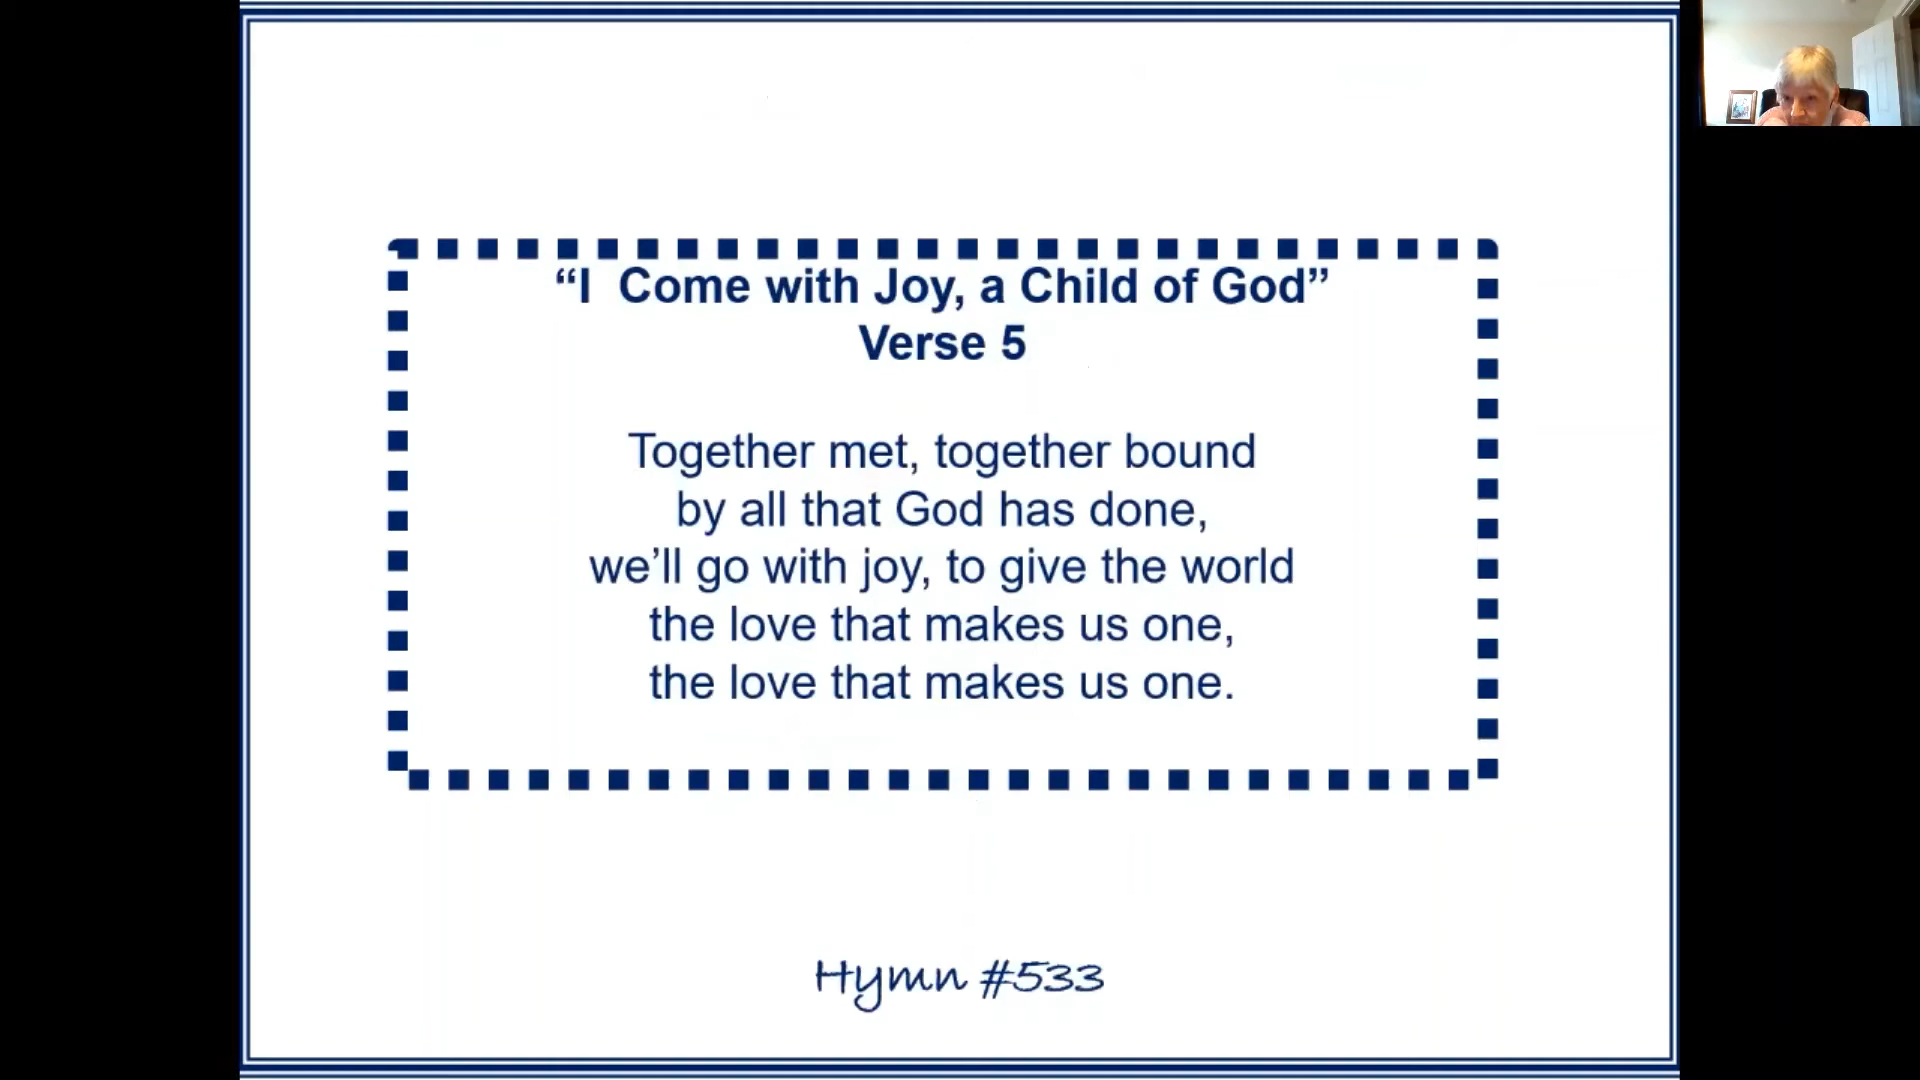 “I  Come with Joy, a Child of God”
Verse 5
Together met, together bound
by all that God has done,
we’ll go with joy, to give the world
the love that makes us one,
the love that makes us one.
Hymn #533